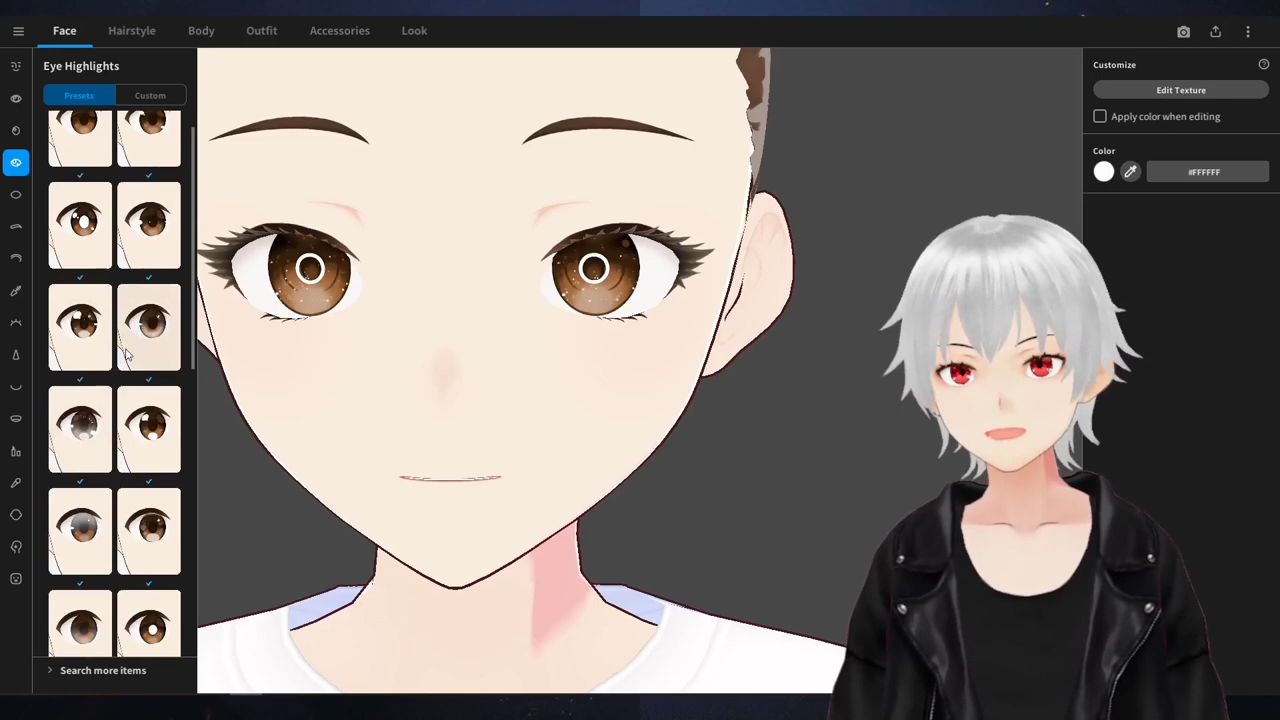 Face Hairstyle Body Outfit Accessories Look
Eye Highlights
Presets Custom
Search more items
Customize
Edit Texture
Apply color when editing
Color
#FFFFFF